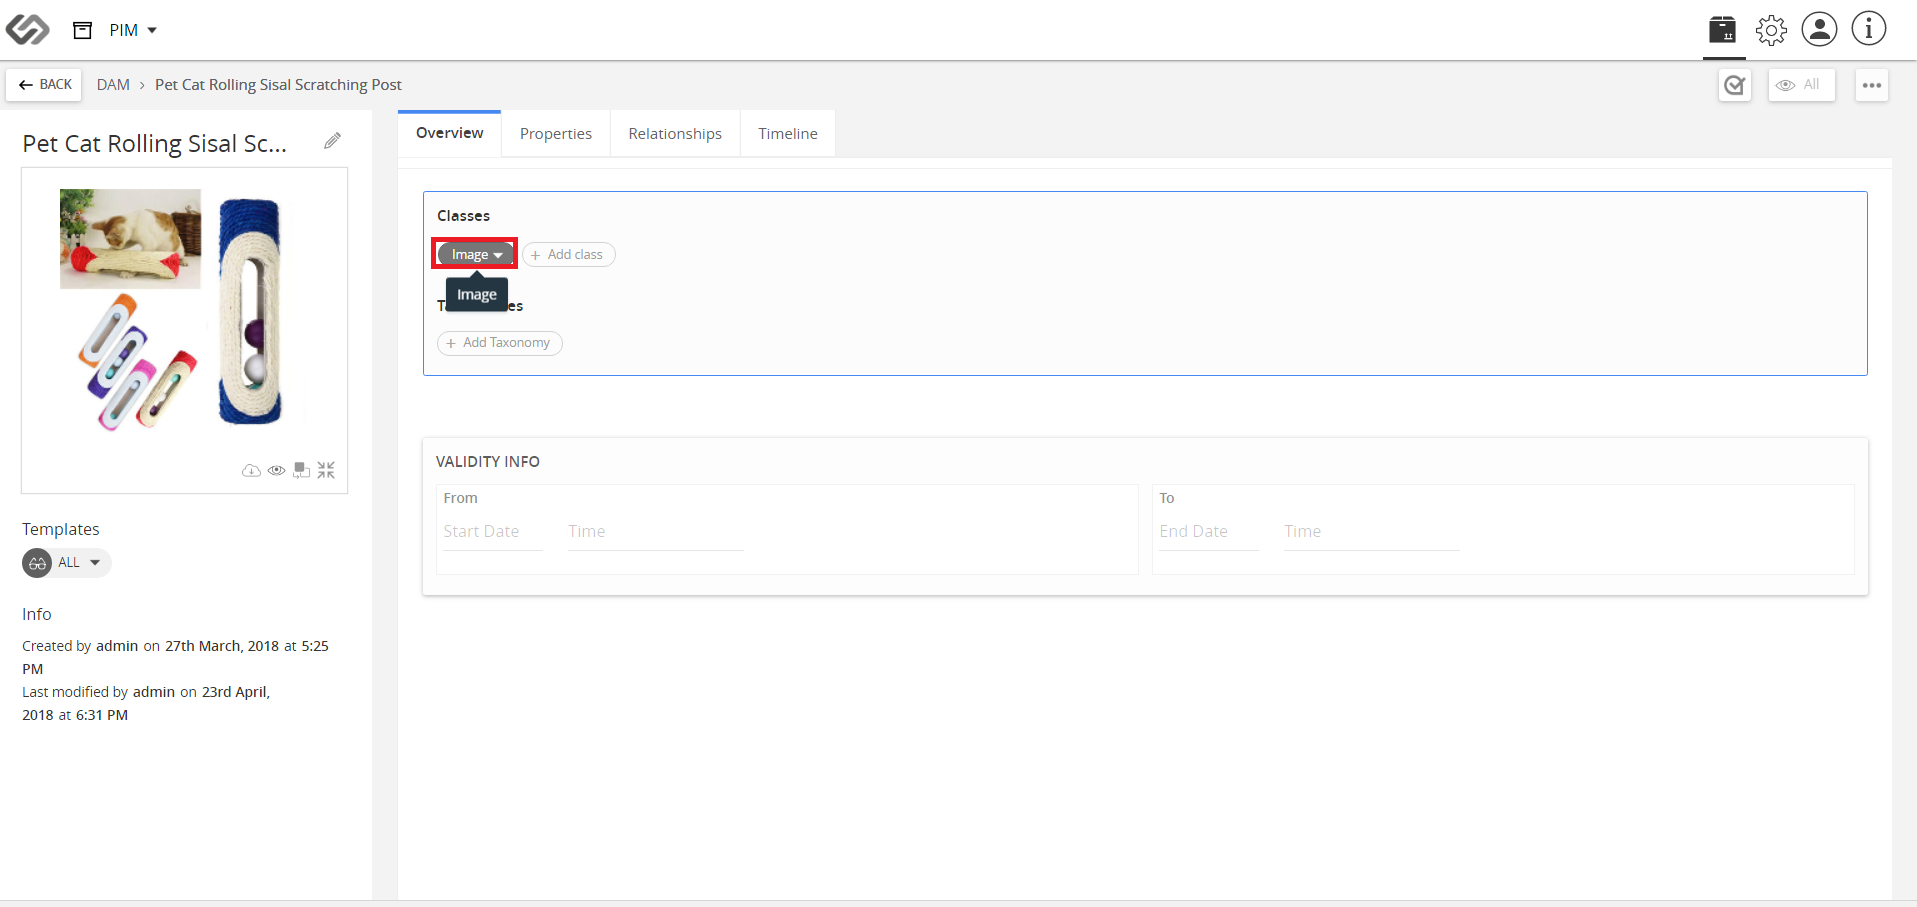 PIM
BACK
DAM › Pet Cat Rolling Sisal Scratching Post
All
Pet Cat Rolling Sisal Sc...
Overview
Properties
Relationships
Timeline
Classes
Image
+ Add class
Image
+ Add Taxonomy
VALIDITY INFO
From
Start Date
Time
To
End Date
Time
Templates
ALL
Info
Created by admin on 27th March, 2018 at 5:25
PM
Last modified by admin on 23rd April,
2018 at 6:31 PM